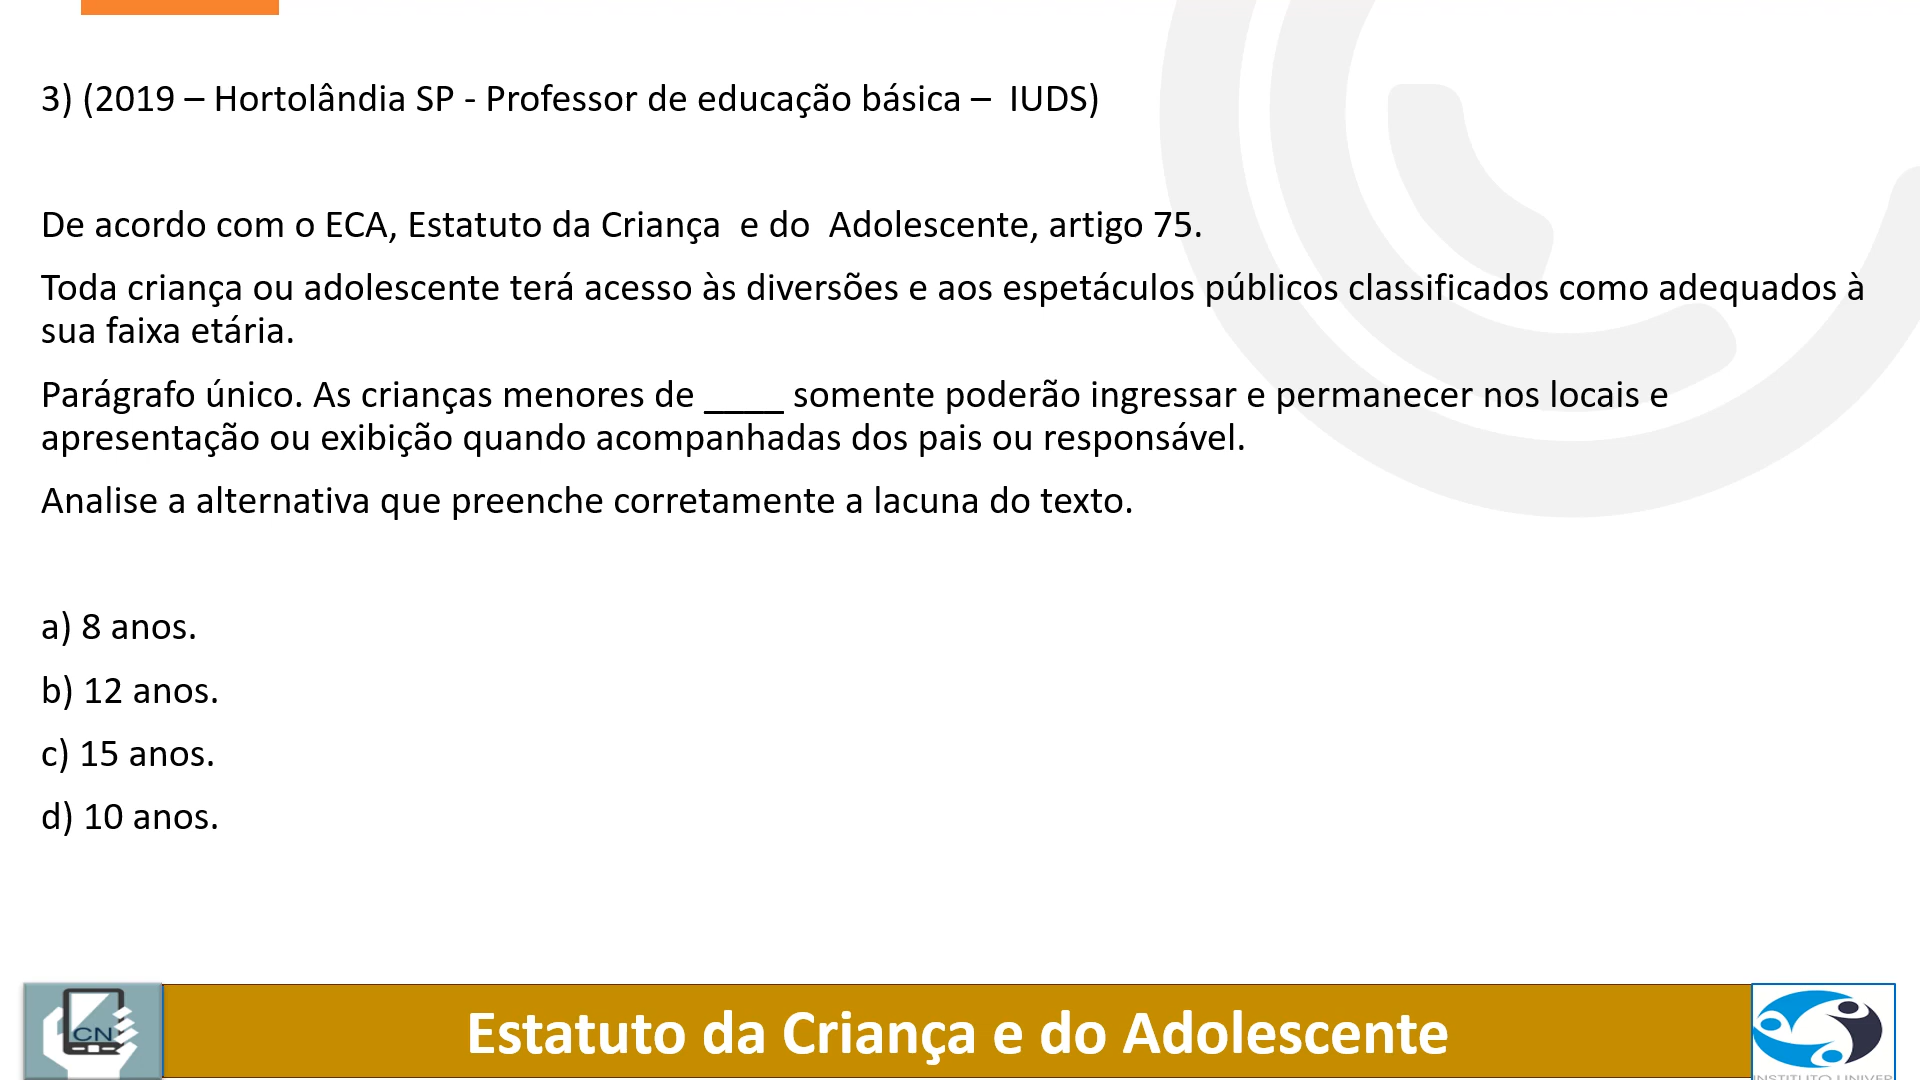 3) (2019 – Hortolândia SP - Professor de educação básica – IUDS)
De acordo com o ECA, Estatuto da Criança e do Adolescente, artigo 75.
Toda criança ou adolescente terá acesso às diversões e aos espetáculos públicos classificados como adequados à
sua faixa etária.
Parágrafo único. As crianças menores de ____ somente poderão ingressar e permanecer nos locais e
apresentação ou exibição quando acompanhadas dos pais ou responsável.
Analise a alternativa que preenche corretamente a lacuna do texto.
a) 8 anos.
b) 12 anos.
c) 15 anos.
d) 10 anos.
CN
Estatuto da Criança e do Adolescente
INSTITUTO UNIVER